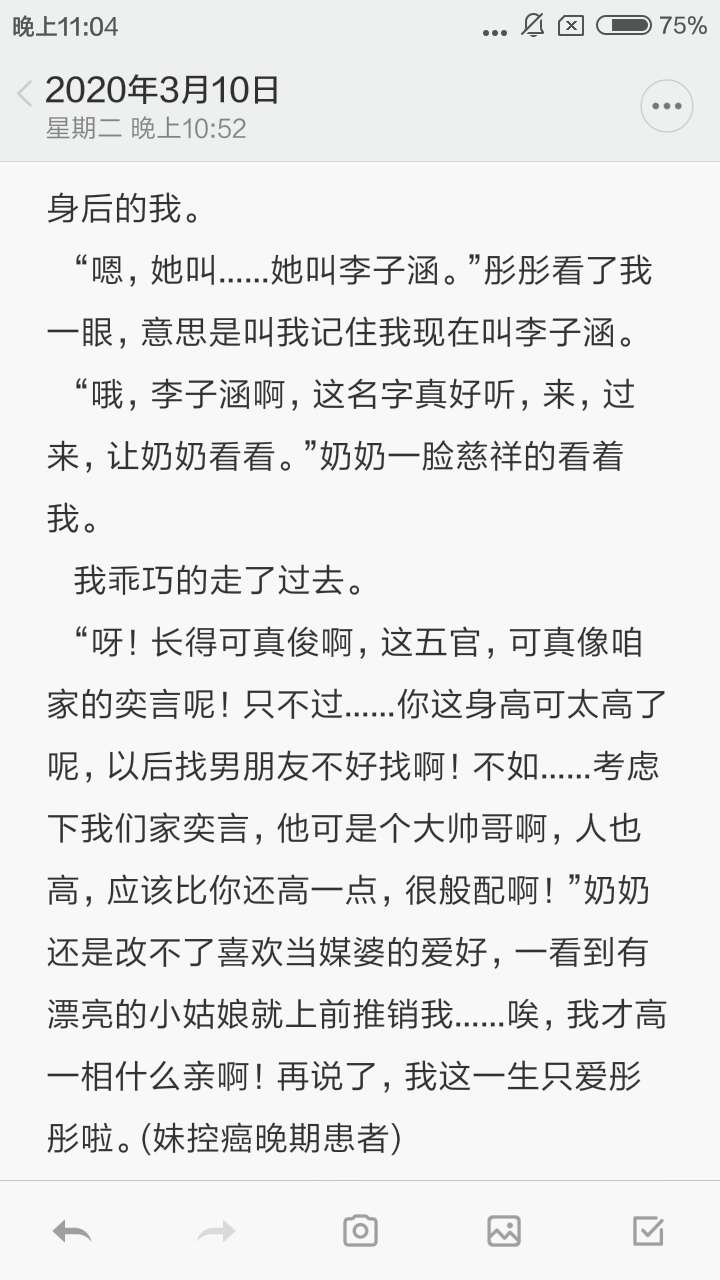 晚上11:04
75%
2020年3月10日
星期二 晚上10:52
身后的我。
“嗯，她叫......她叫李子涵。”彤彤看了我
一眼，意思是叫我记住我现在叫李子涵。
“哦，李子涵啊，这名字真好听，来，过
来，让奶奶看看。”奶奶一脸慈祥的看着
我。
我乖巧的走了过去。
“呀！长得可真俊啊，这五官，可真像咱
家的奕言呢！只不过......你这身高可太高了
呢，以后找男朋友不好找啊！不如......考虑
下我们家奕言，他可是个大帅哥啊，人也
高，应该比你还高一点，很般配啊！”奶奶
还是改不了喜欢当媒婆的爱好，一看到有
漂亮的小姑娘就上前推销我......唉，我才高
一相什么亲啊！再说了，我这一生只爱彤
彤啦。(妹控癌晚期患者)